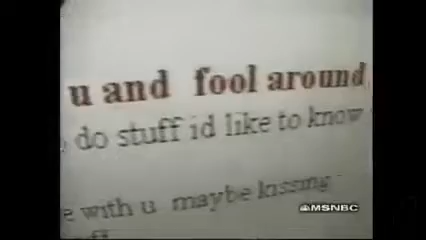 u and fool around
do stuff id like to know
e with u maybe kissing
MSNBC